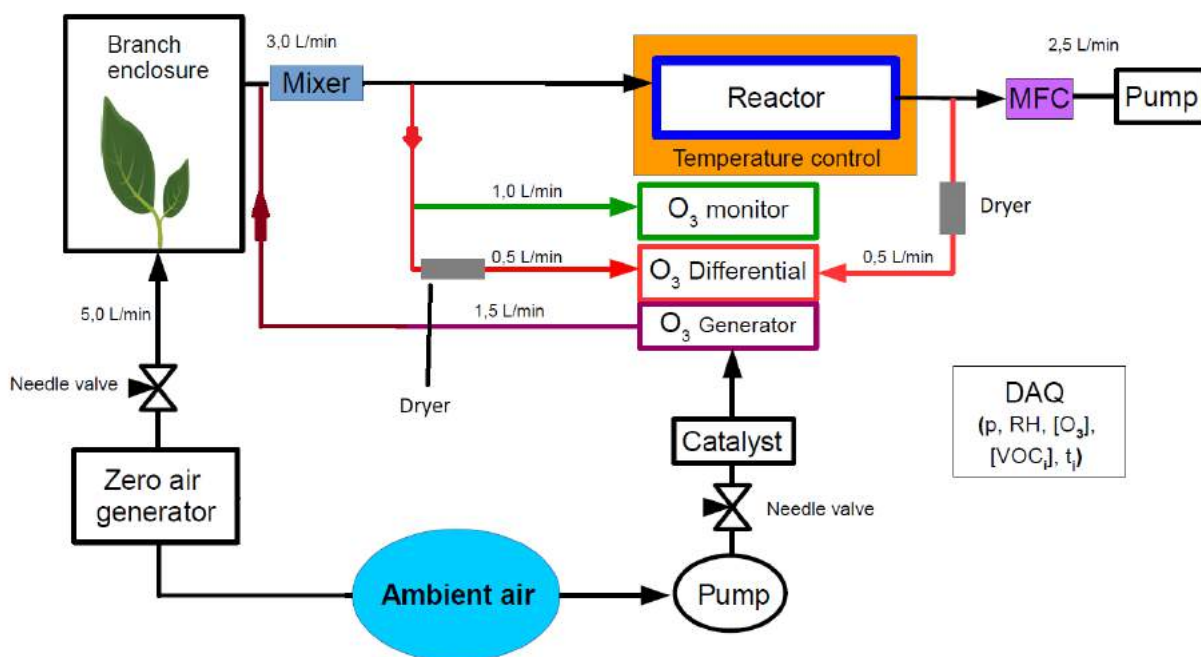 Branch
enclosure
3,0 L/min
Mixer
Reactor
Temperature control
2,5 L/min
MFC
Pump
1,0 L/min
O₃ monitor
Dryer
0,5 L/min
O₃ Differential
0,5 L/min
5,0 L/min
1,5 L/min
O₃ Generator
Needle valve
Dryer
DAQ
(p, RH, [O₃],
[VOCᵢ], tᵢ)
Catalyst
Zero air
generator
Needle valve
Ambient air
Pump